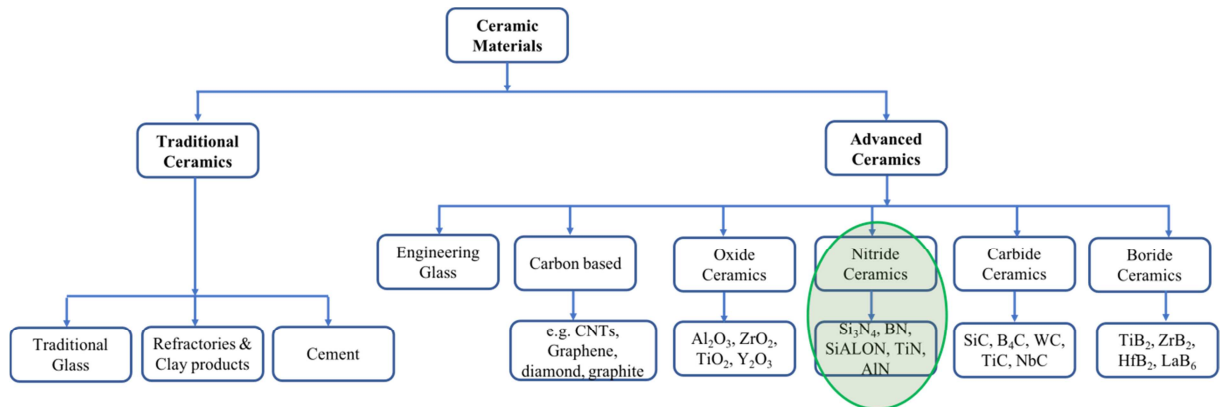 Ceramic
Materials
Traditional
Ceramics
Advanced
Ceramics
Engineering
Glass
Carbon based
Oxide
Ceramics
Nitride
Ceramics
Carbide
Ceramics
Boride
Ceramics
Traditional
Glass
Refractories &
Clay products
Cement
e.g. CNTs,
Graphene,
diamond, graphite
Al₂O₃, ZrO₂,
TiO₂, Y₂O₃
Si₃N₄, BN,
SiALON, TiN,
AlN
SiC, B₄C, WC,
TiC, NbC
TiB₂, ZrB₂,
HfB₂, LaB₆